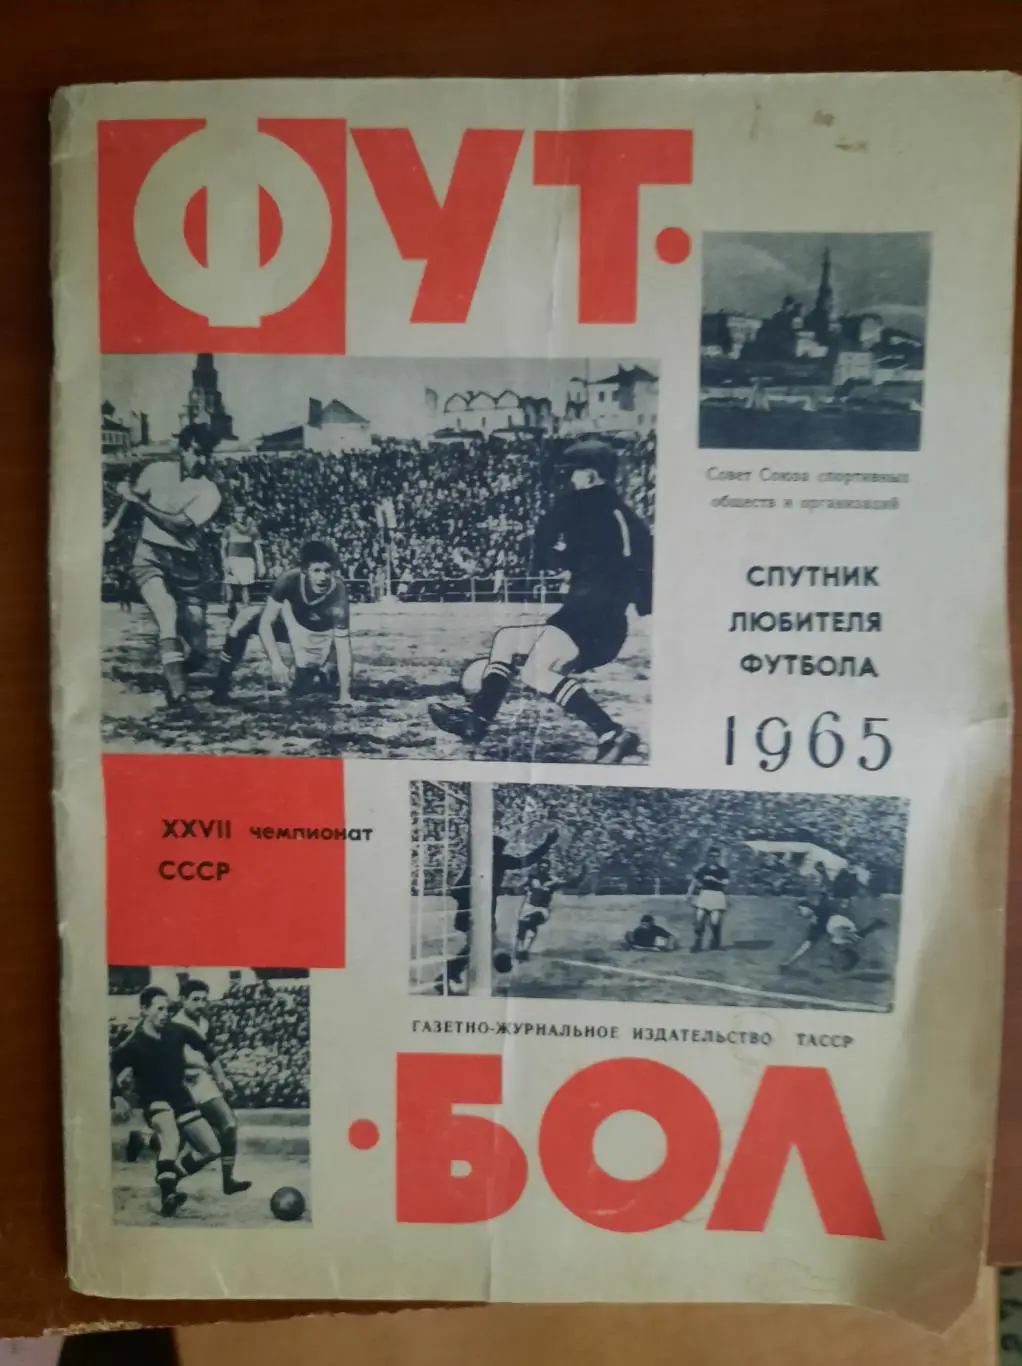 ФУТ·
Совет Союза спортивных
обществ и организаций
СПУТНИК
ЛЮБИТЕЛЯ
ФУТБОЛА
1965
XXVII чемпионат
СССР
ГАЗЕТНО-ЖУРНАЛЬНОЕ ИЗДАТЕЛЬСТВО ТАССР
·БОЛ